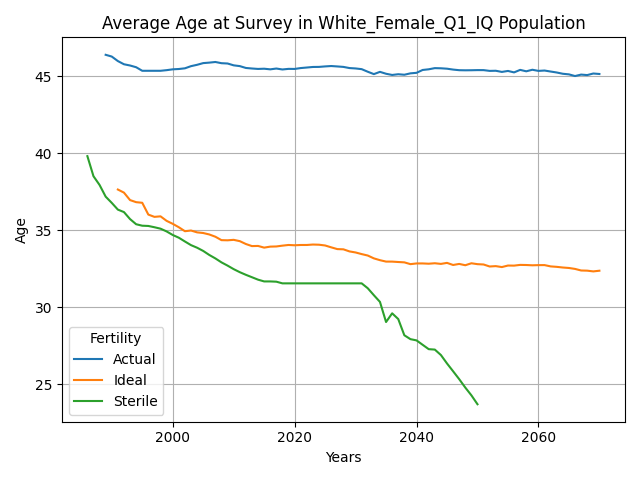 Average Age at Survey in White_Female_Q1_IQ Population
45
40
35
30
25
Age
Fertility
Actual
Ideal
Sterile
2000 2020 2040 2060
Years